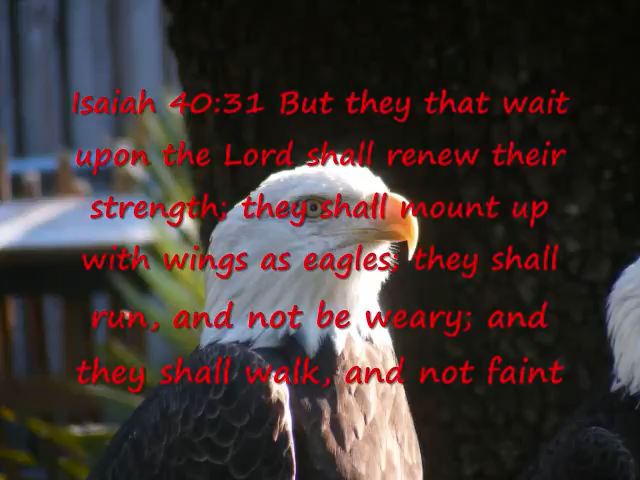 Isaiah 40:31 But they that wait
upon the Lord shall renew their
strength; they shall mount up
with wings as eagles; they shall
run, and not be weary; and
they shall walk, and not faint